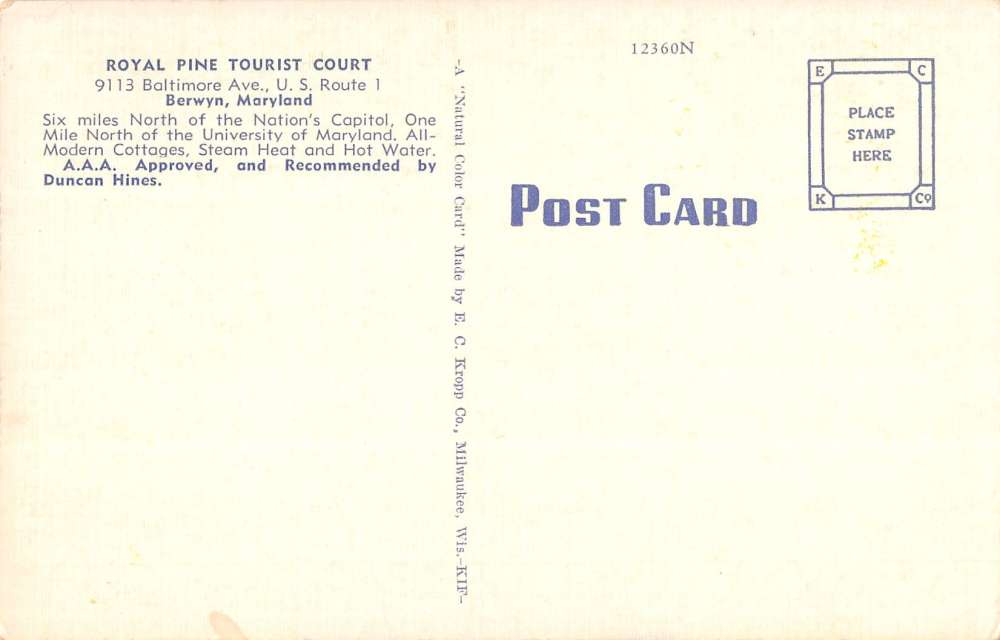 ROYAL PINE TOURIST COURT
9113 Baltimore Ave., U. S. Route 1
Berwyn, Maryland
Six miles North of the Nation's Capitol, One
Mile North of the University of Maryland. All-
Modern Cottages, Steam Heat and Hot Water.
A.A.A. Approved, and Recommended by
Duncan Hines.
-A "Natural Color Card" Made by E. C. Kropp Co., Milwaukee, Wis.-KIF-
12360N
POST CARD
E C
PLACE
STAMP
HERE
K Co